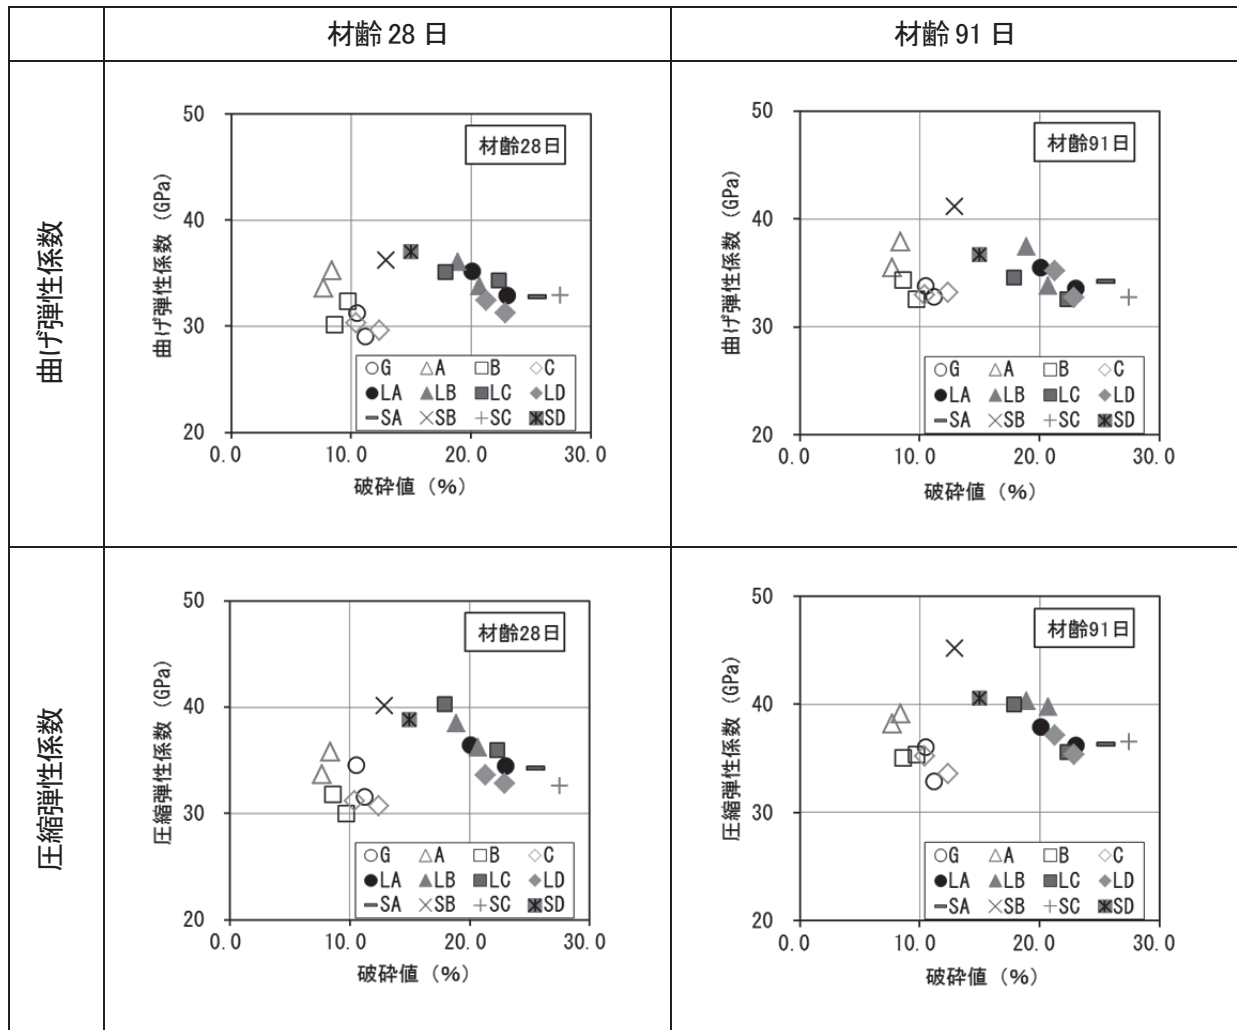 材齢 28 日
材齢 91 日
曲げ弾性係数
50
40
30
20
0.0
10.0
20.0
30.0
曲げ弾性係数 (GPa)
破砕値 (%)
材齢28日
G A B C
LA LB LC LD
SA SB SC SD
50
40
30
20
0.0
10.0
20.0
30.0
曲げ弾性係数 (GPa)
破砕値 (%)
材齢91日
G A B C
LA LB LC LD
SA SB SC SD
圧縮弾性係数
50
40
30
20
0.0
10.0
20.0
30.0
圧縮弾性係数 (GPa)
破砕値 (%)
材齢28日
G A B C
LA LB LC LD
SA SB SC SD
50
40
30
20
0.0
10.0
20.0
30.0
圧縮弾性係数 (GPa)
破砕値 (%)
材齢91日
G A B C
LA LB LC LD
SA SB SC SD